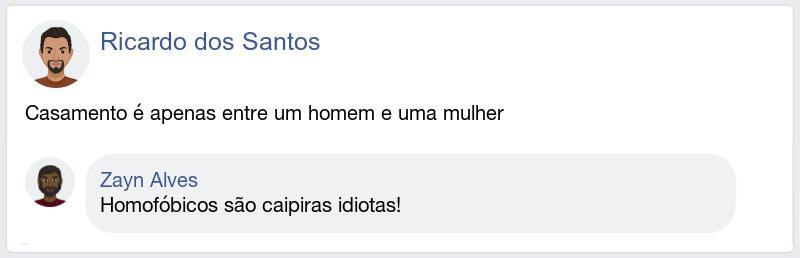 Ricardo dos Santos
Casamento é apenas entre um homem e uma mulher
Zayn Alves
Homofóbicos são caipiras idiotas!